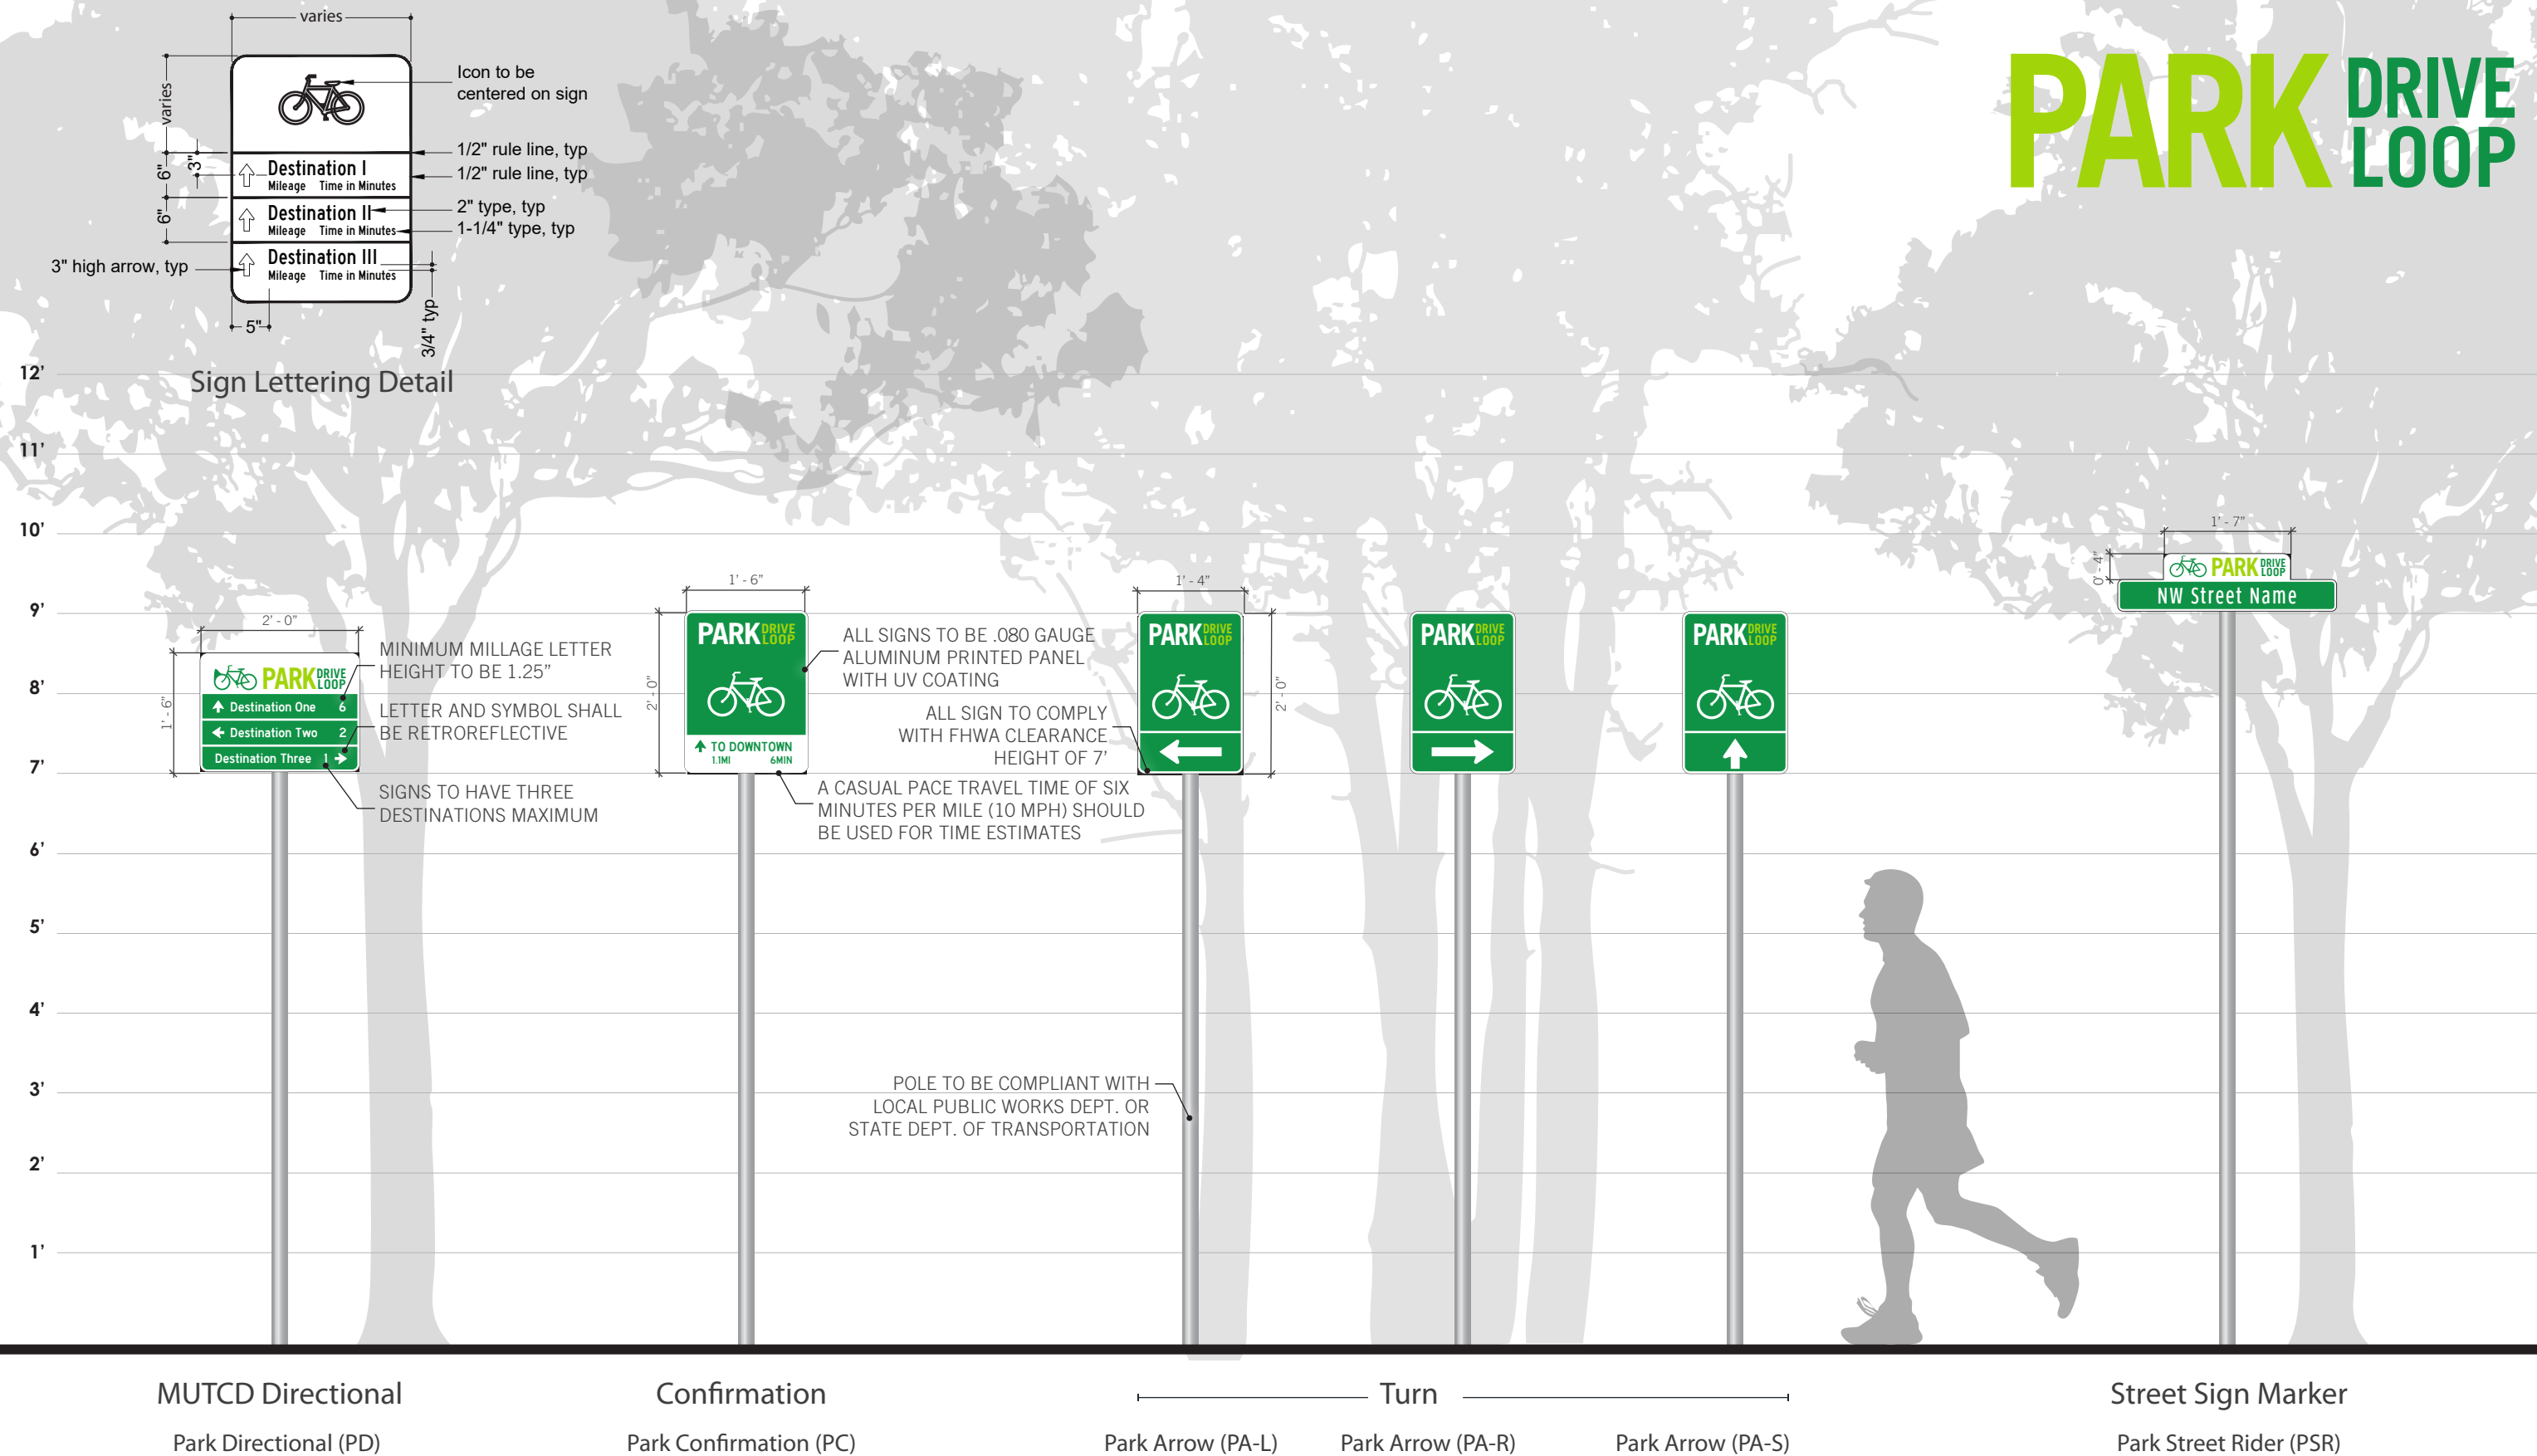 varies
varies
6"
3"
6"
Icon to be
centered on sign
1/2" rule line, typ
1/2" rule line, typ
2" type, typ
1-1/4" type, typ
3" high arrow, typ
5"
3/4" typ
Destination I
Mileage Time in Minutes
Destination II
Mileage Time in Minutes
Destination III
Mileage Time in Minutes
Sign Lettering Detail
PARK DRIVE
LOOP
12'
11'
10'
9'
8'
7'
6'
5'
4'
3'
2'
1'
2' - 0"
1' - 6"
PARK DRIVE
LOOP
Destination One 6
Destination Two 2
Destination Three 1
MINIMUM MILLAGE LETTER
HEIGHT TO BE 1.25”
LETTER AND SYMBOL SHALL
BE RETROREFLECTIVE
SIGNS TO HAVE THREE
DESTINATIONS MAXIMUM
1' - 6"
2' - 0"
PARK DRIVE
LOOP
TO DOWNTOWN
1.1MI 6MIN
ALL SIGNS TO BE .080 GAUGE
ALUMINUM PRINTED PANEL
WITH UV COATING
ALL SIGN TO COMPLY
WITH FHWA CLEARANCE
HEIGHT OF 7'
A CASUAL PACE TRAVEL TIME OF SIX
MINUTES PER MILE (10 MPH) SHOULD
BE USED FOR TIME ESTIMATES
1' - 4"
2' - 0"
PARK DRIVE
LOOP
PARK DRIVE
LOOP
PARK DRIVE
LOOP
POLE TO BE COMPLIANT WITH
LOCAL PUBLIC WORKS DEPT. OR
STATE DEPT. OF TRANSPORTATION
1' - 7"
0' - 4"
PARK DRIVE
LOOP
NW Street Name
MUTCD Directional
Park Directional (PD)
Confirmation
Park Confirmation (PC)
Turn
Park Arrow (PA-L)
Park Arrow (PA-R)
Park Arrow (PA-S)
Street Sign Marker
Park Street Rider (PSR)